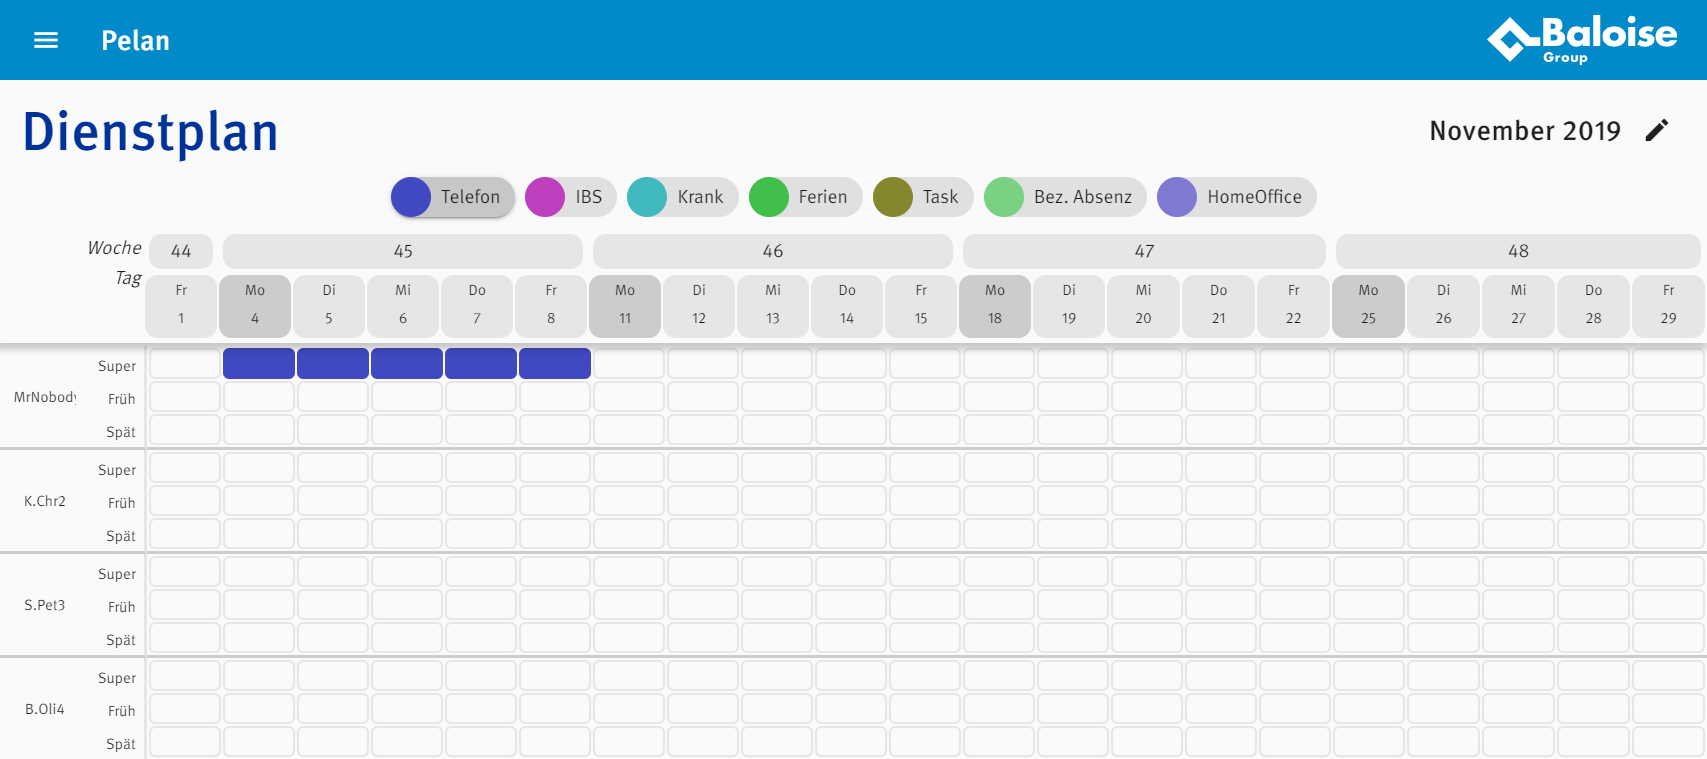 Pelan
Baloise
Group
Dienstplan
November 2019
Telefon IBS Krank Ferien Task Bez. Absenz HomeOffice
Woche 44 45 46 47 48
Tag Fr Mo Di Mi Do Fr Mo Di Mi Do Fr Mo Di Mi Do Fr Mo Di Mi Do Fr
1 4 5 6 7 8 11 12 13 14 15 18 19 20 21 22 25 26 27 28 29
Super
MrNobody Früh
Spät
Super
K.Chr2 Früh
Spät
Super
S.Pet3 Früh
Spät
Super
B.Oli4 Früh
Spät